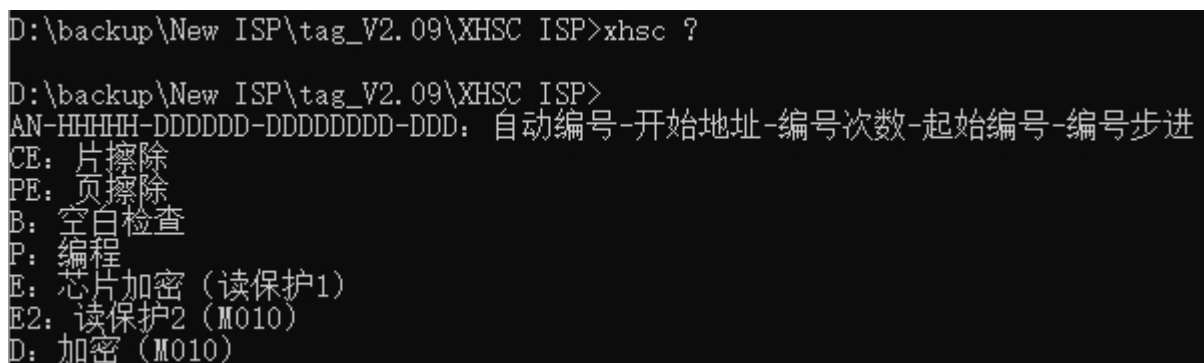 D:\backup\New ISP\tag_V2.09\XHSC ISP>xhsc ?
D:\backup\New ISP\tag_V2.09\XHSC ISP>
AN-HHHHH-DDDDDD-DDDDDDDD-DDD：自动编号-开始地址-编号次数-起始编号-编号步进
CE：片擦除
PE：页擦除
B：空白检查
P：编程
E：芯片加密（读保护1）
E2：读保护2（M010）
D：加密（M010）